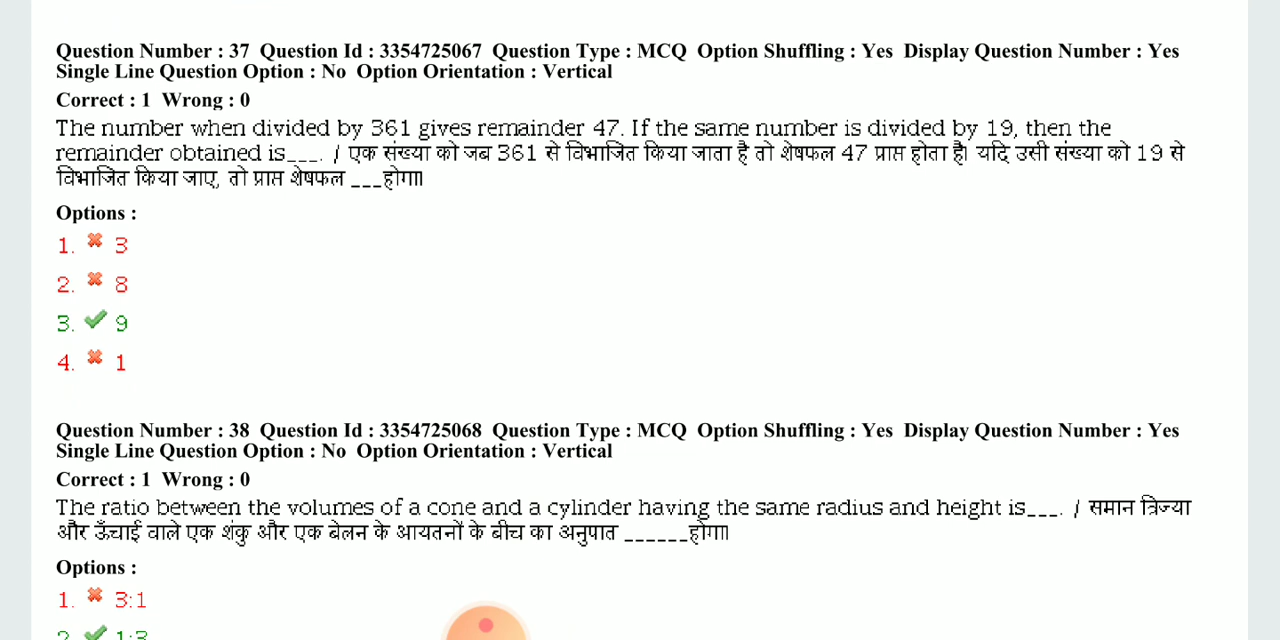 Question Number : 37 Question Id : 3354725067 Question Type : MCQ Option Shuffling : Yes Display Question Number : Yes
Single Line Question Option : No Option Orientation : Vertical
Correct : 1 Wrong : 0
The number when divided by 361 gives remainder 47. If the same number is divided by 19, then the
remainder obtained is___. / एक संख्या को जब 361 से विभाजित किया जाता है तो शेषफल 47 प्राप्त होता है। यदि उसी संख्या को 19 से
विभाजित किया जाए, तो प्राप्त शेषफल ___होगा।
Options :
1. 3
2. 8
3. 9
4. 1
Question Number : 38 Question Id : 3354725068 Question Type : MCQ Option Shuffling : Yes Display Question Number : Yes
Single Line Question Option : No Option Orientation : Vertical
Correct : 1 Wrong : 0
The ratio between the volumes of a cone and a cylinder having the same radius and height is___. / समान त्रिज्या
और ऊँचाई वाले एक शंकु और एक बेलन के आयतनों के बीच का अनुपात ______होगा।
Options :
1. 3:1
2. 1:3